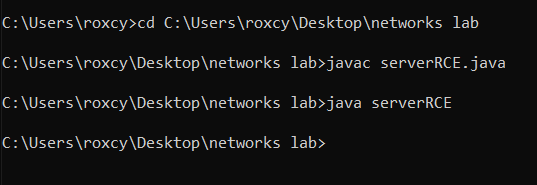 C:\Users\roxcy>cd C:\Users\roxcy\Desktop\networks lab
C:\Users\roxcy\Desktop\networks lab>javac serverRCE.java
C:\Users\roxcy\Desktop\networks lab>java serverRCE
C:\Users\roxcy\Desktop\networks lab>